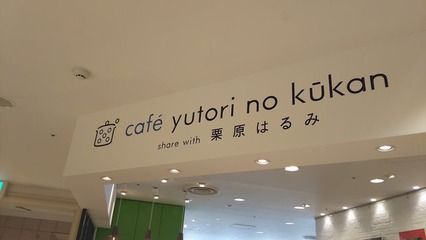 café yutori no kūkan
share with 栗原はるみ